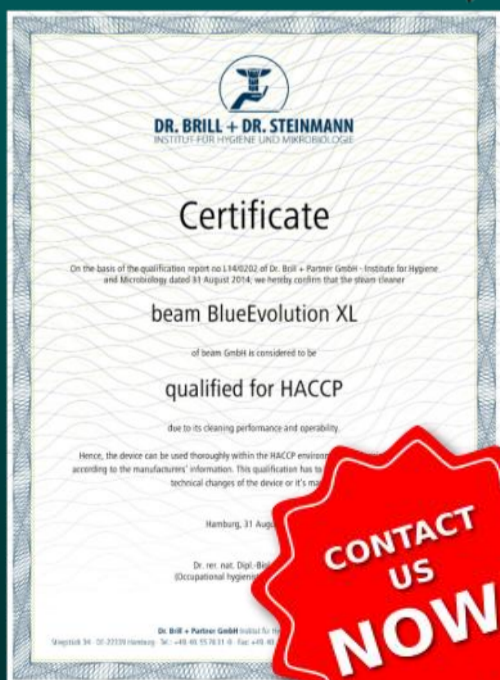 DR. BRILL + DR. STEINMANN
INSTITUT FÜR HYGIENE UND MIKROBIOLOGIE
Certificate
On the basis of the qualification report no L14/0202 of Dr. Brill + Partner GmbH - Institute for Hygiene
and Microbiology dated 31 August 2014, we hereby confirm that the steam cleaner
beam BlueEvolution XL
of beam GmbH is considered to be
qualified for HACCP
due to its cleaning performance and operability.
Hence, the device can be used thoroughly within the HACCP
according to the manufacturers' information. This qualification has to
technical changes of the device or it's
Hamburg, 31
Dr. rer. nat.
(Occupational
Dr. Brill + Partner GmbH Institut für
Hamburg
CONTACT
US
NOW